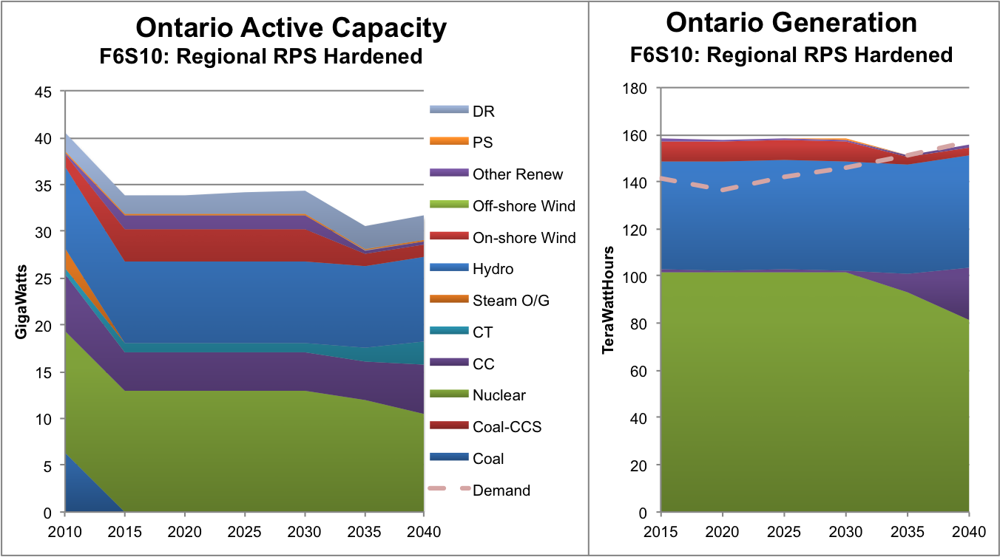 Ontario Active Capacity
F6S10: Regional RPS Hardened
GigaWatts
45
40
35
30
25
20
15
10
5
0
2010 2015 2020 2025 2030 2035 2040
DR
PS
Other Renew
Off-shore Wind
On-shore Wind
Hydro
Steam O/G
CT
CC
Nuclear
Coal-CCS
Coal
Demand
Ontario Generation
F6S10: Regional RPS Hardened
TeraWattHours
180
160
140
120
100
80
60
40
20
0
2015 2020 2025 2030 2035 2040